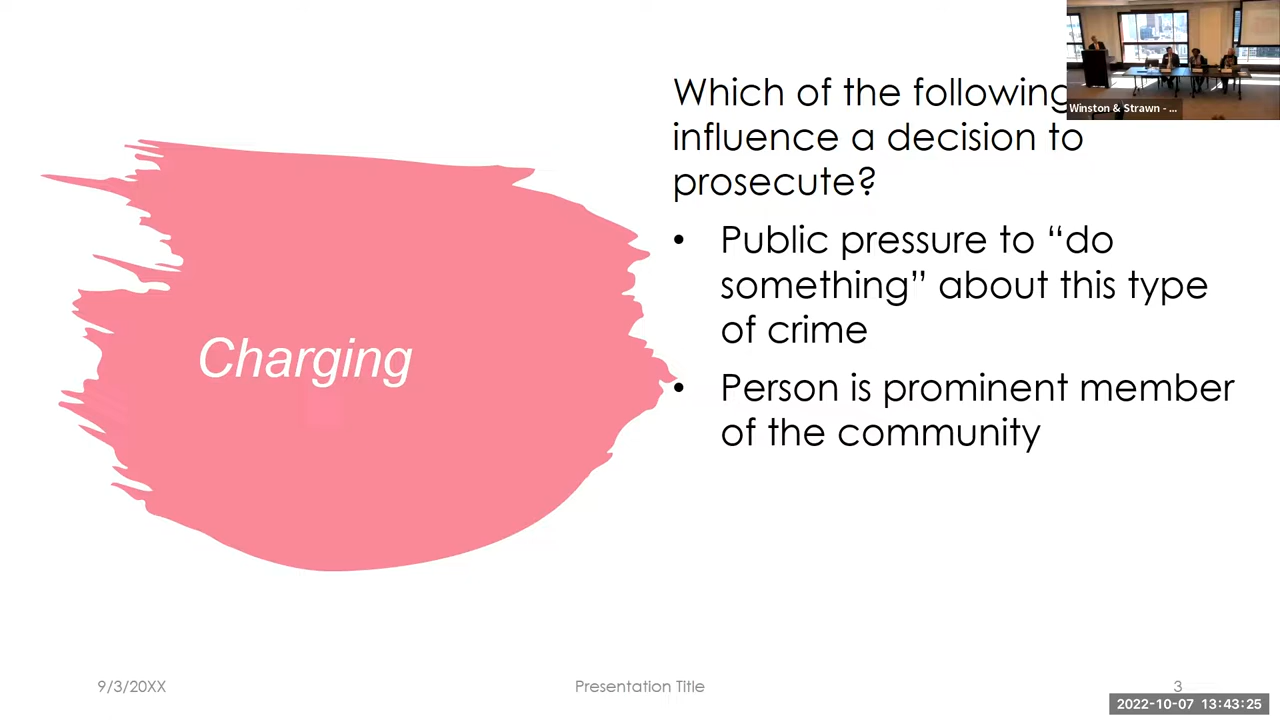 Which of the following
influence a decision to
prosecute?
• Public pressure to “do
something” about this type
of crime
• Person is prominent member
of the community
Charging
Winston & Strawn - ...
9/3/20XX
Presentation Title
3
2022-10-07 13:43:25